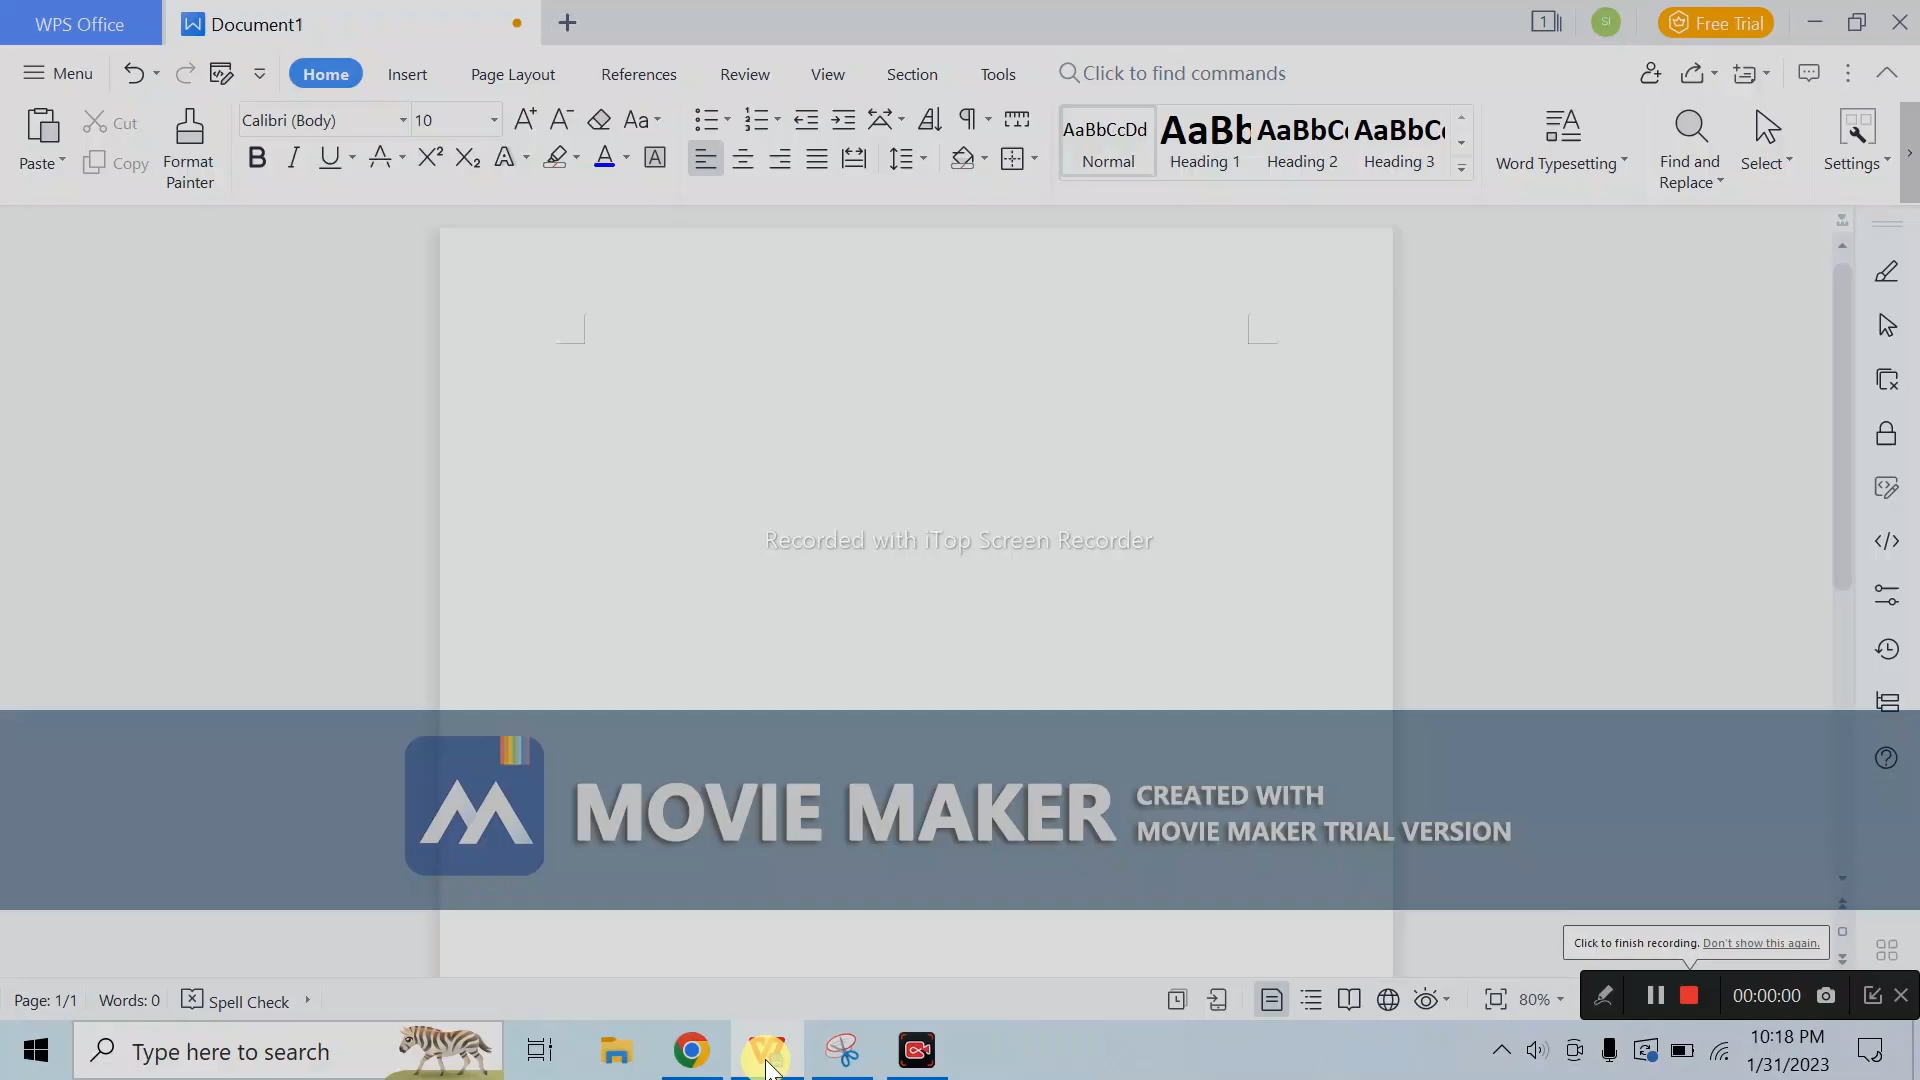 WPS Office
Document1
1
SI
Free Trial
Menu
Home
Insert
Page Layout
References
Review
View
Section
Tools
Click to find commands
Paste
Cut
Copy
Format
Painter
Calibri (Body)
10
AaBbCcDd
Normal
AaBb
Heading 1
AaBbC
Heading 2
AaBbC
Heading 3
Word Typesetting
Find and
Replace
Select
Settings
Recorded with iTop Screen Recorder
MOVIE MAKER
CREATED WITH
MOVIE MAKER TRIAL VERSION
Click to finish recording. Don't show this again.
Page: 1/1
Words: 0
Spell Check
80%
00:00:00
Type here to search
10:18 PM
1/31/2023